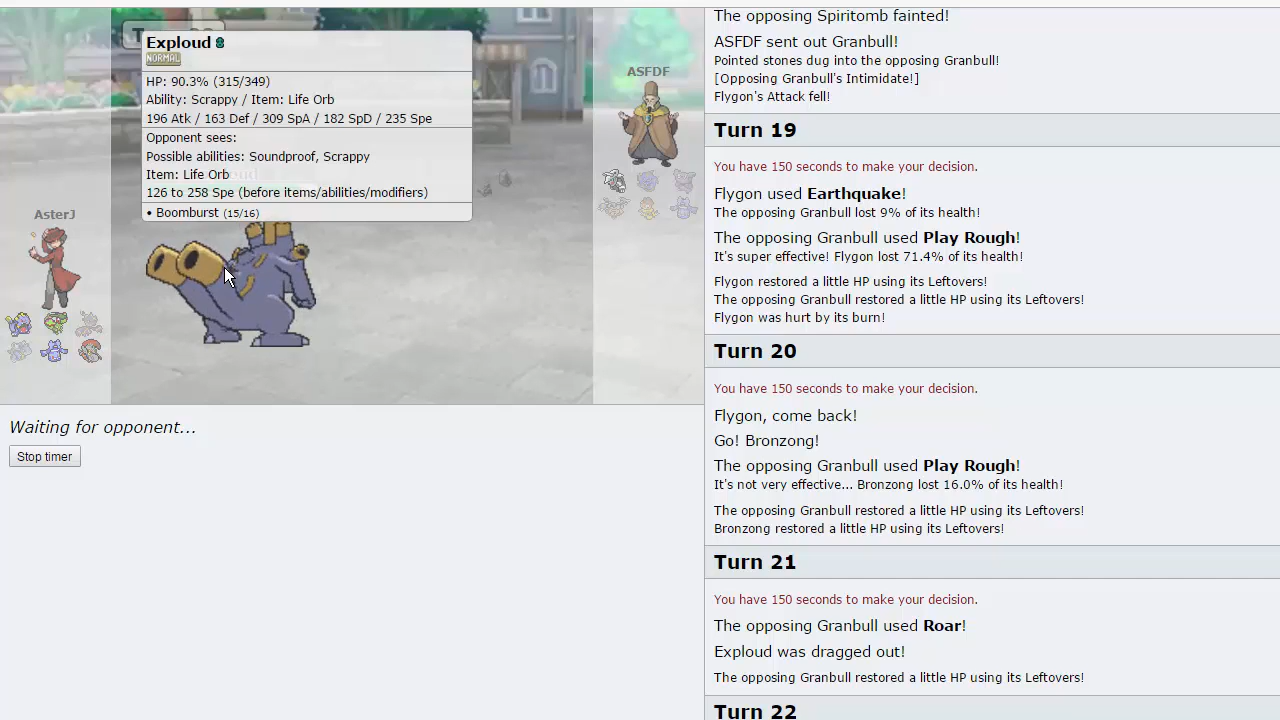 Exploud
NORMAL
HP: 90.3% (315/349)
Ability: Scrappy / Item: Life Orb
196 Atk / 163 Def / 309 SpA / 182 SpD / 235 Spe
Opponent sees:
Possible abilities: Soundproof, Scrappy
Item: Life Orb
126 to 258 Spe (before items/abilities/modifiers)
• Boomburst (15/16)
AsterJ
ASFDF
Waiting for opponent...
Stop timer
The opposing Spiritomb fainted!
ASFDF sent out Granbull!
Pointed stones dug into the opposing Granbull!
[Opposing Granbull's Intimidate!]
Flygon's Attack fell!
Turn 19
You have 150 seconds to make your decision.
Flygon used Earthquake!
The opposing Granbull lost 9% of its health!
The opposing Granbull used Play Rough!
It's super effective! Flygon lost 71.4% of its health!
Flygon restored a little HP using its Leftovers!
The opposing Granbull restored a little HP using its Leftovers!
Flygon was hurt by its burn!
Turn 20
You have 150 seconds to make your decision.
Flygon, come back!
Go! Bronzong!
The opposing Granbull used Play Rough!
It's not very effective... Bronzong lost 16.0% of its health!
The opposing Granbull restored a little HP using its Leftovers!
Bronzong restored a little HP using its Leftovers!
Turn 21
You have 150 seconds to make your decision.
The opposing Granbull used Roar!
Exploud was dragged out!
The opposing Granbull restored a little HP using its Leftovers!
Turn 22